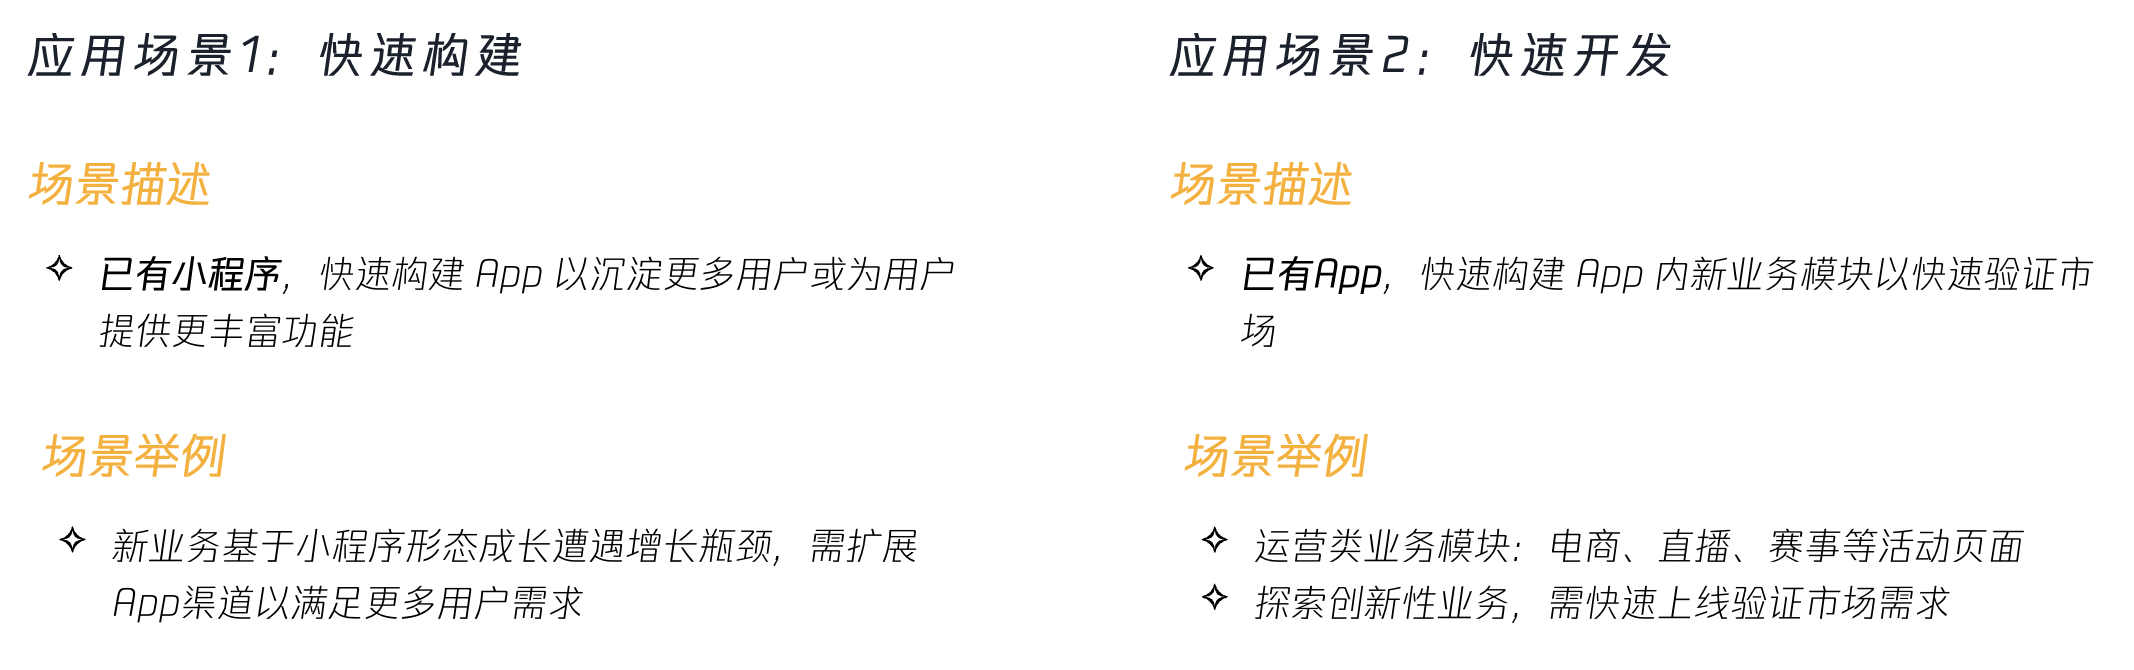 应用场景1：快速构建
场景描述
已有小程序，快速构建 App 以沉淀更多用户或为用户
提供更丰富功能
场景举例
新业务基于小程序形态成长遭遇增长瓶颈，需扩展
App渠道以满足更多用户需求
应用场景2：快速开发
场景描述
已有App，快速构建 App 内新业务模块以快速验证市
场
场景举例
运营类业务模块：电商、直播、赛事等活动页面
探索创新性业务，需快速上线验证市场需求